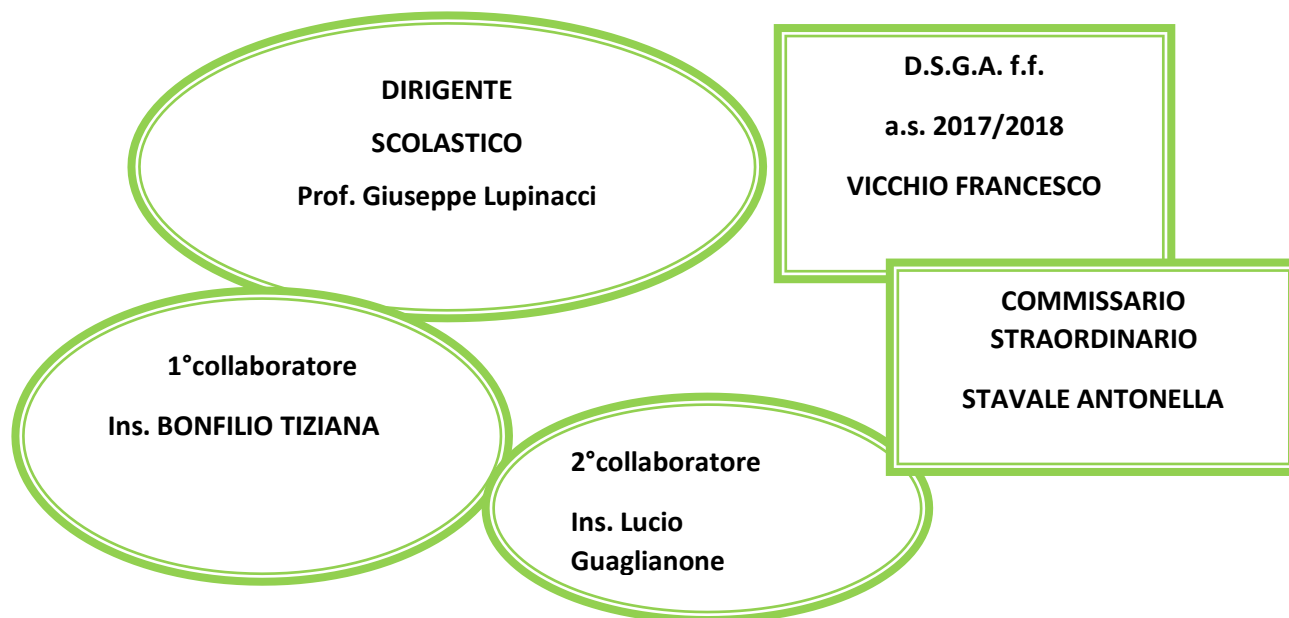 DIRIGENTE
SCOLASTICO
Prof. Giuseppe Lupinacci
D.S.G.A. f.f.
a.s. 2017/2018
VICCHIO FRANCESCO
COMMISSARIO
STRAORDINARIO
STAVALE ANTONELLA
1°collaboratore
Ins. BONFILIO TIZIANA
2°collaboratore
Ins. Lucio
Guaglianone